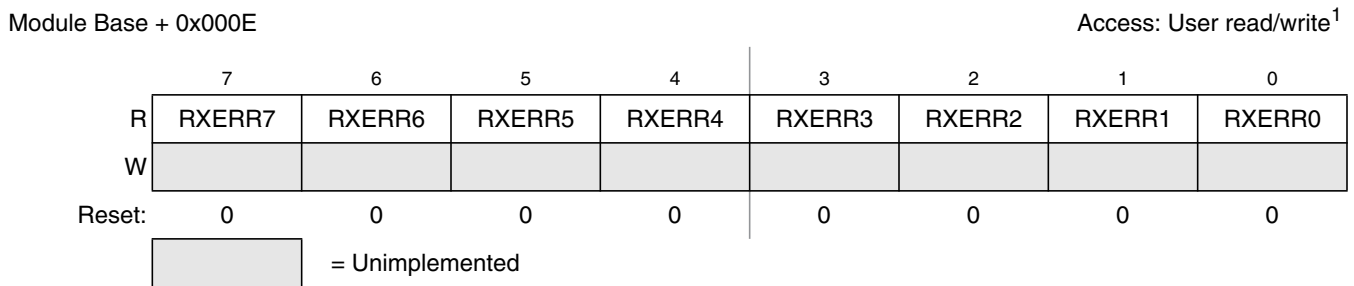 Module Base + 0x000E Access: User read/write1
7 6 5 4 3 2 1 0
R RXERR7 RXERR6 RXERR5 RXERR4 RXERR3 RXERR2 RXERR1 RXERR0
W
Reset: 0 0 0 0 0 0 0 0
= Unimplemented